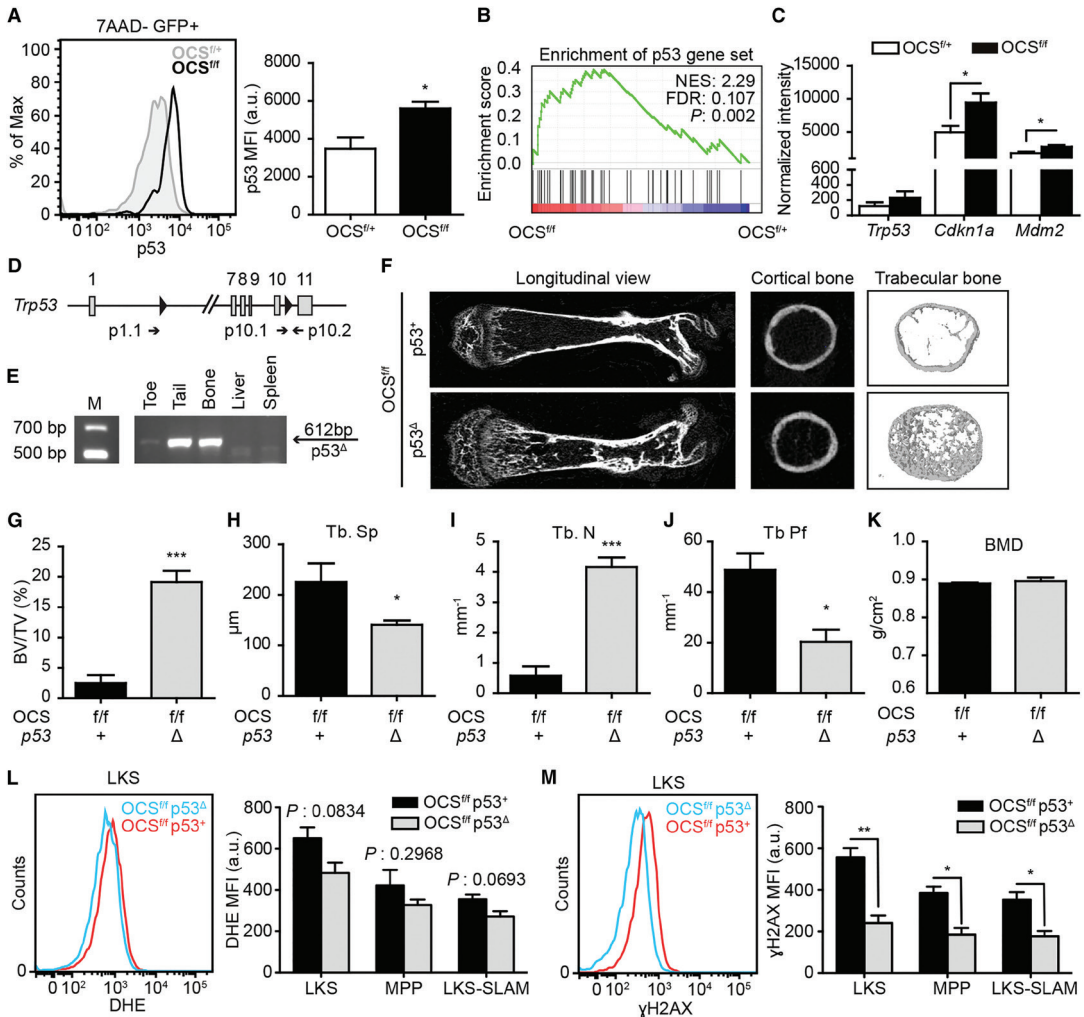 A
7AAD- GFP+
OCSf/+
OCSf/f
% of Max
100
80
60
40
20
0
0 10² 10³ 10⁴ 10⁵
p53
p53 MFI (a.u.)
8000
6000
4000
2000
0
*
OCSf/+ OCSf/f
B
Enrichment of p53 gene set
NES: 2.29
FDR: 0.107
P: 0.002
Enrichment score
0.4
0.3
0.2
0.1
0.0
OCSf/f OCSf/+
C
OCSf/+ OCSf/f
Normalized intensity
15000
10000
5000
600
400
200
0
* *
Trp53 Cdkn1a Mdm2
D
1 7 8 9 10 11
Trp53
p1.1 p10.1 p10.2
E
M Toe Tail Bone Liver Spleen
700 bp
500 bp
612bp
p53Δ
F
Longitudinal view Cortical bone Trabecular bone
OCSf/f
p53⁺
p53Δ
G
BV/TV (%)
25
20
15
10
5
0
***
OCS f/f f/f
p53 + Δ
H
Tb. Sp
µm
300
200
100
0
*
f/f f/f
+ Δ
I
Tb. N
mm⁻¹
5
4
3
2
1
0
***
OCS f/f f/f
p53 + Δ
J
Tb Pf
mm⁻¹
60
40
20
0
*
OCS f/f f/f
p53 + Δ
K
BMD
g/cm²
1.0
0.9
0.8
0.7
0.6
OCS f/f f/f
p53 + Δ
L
LKS
OCSf/f p53Δ
OCSf/f p53⁺
Counts
0 10² 10³ 10⁴ 10⁵
DHE
DHE MFI (a.u.)
800
600
400
200
0
OCSf/f p53⁺
OCSf/f p53Δ
P : 0.0834
P : 0.2968
P : 0.0693
LKS MPP LKS-SLAM
M
LKS
OCSf/f p53Δ
OCSf/f p53⁺
Counts
0 10² 10³ 10⁴ 10⁵
ɣH2AX
ɣH2AX MFI (a.u.)
800
600
400
200
0
OCSf/f p53⁺
OCSf/f p53Δ
** * *
LKS MPP LKS-SLAM